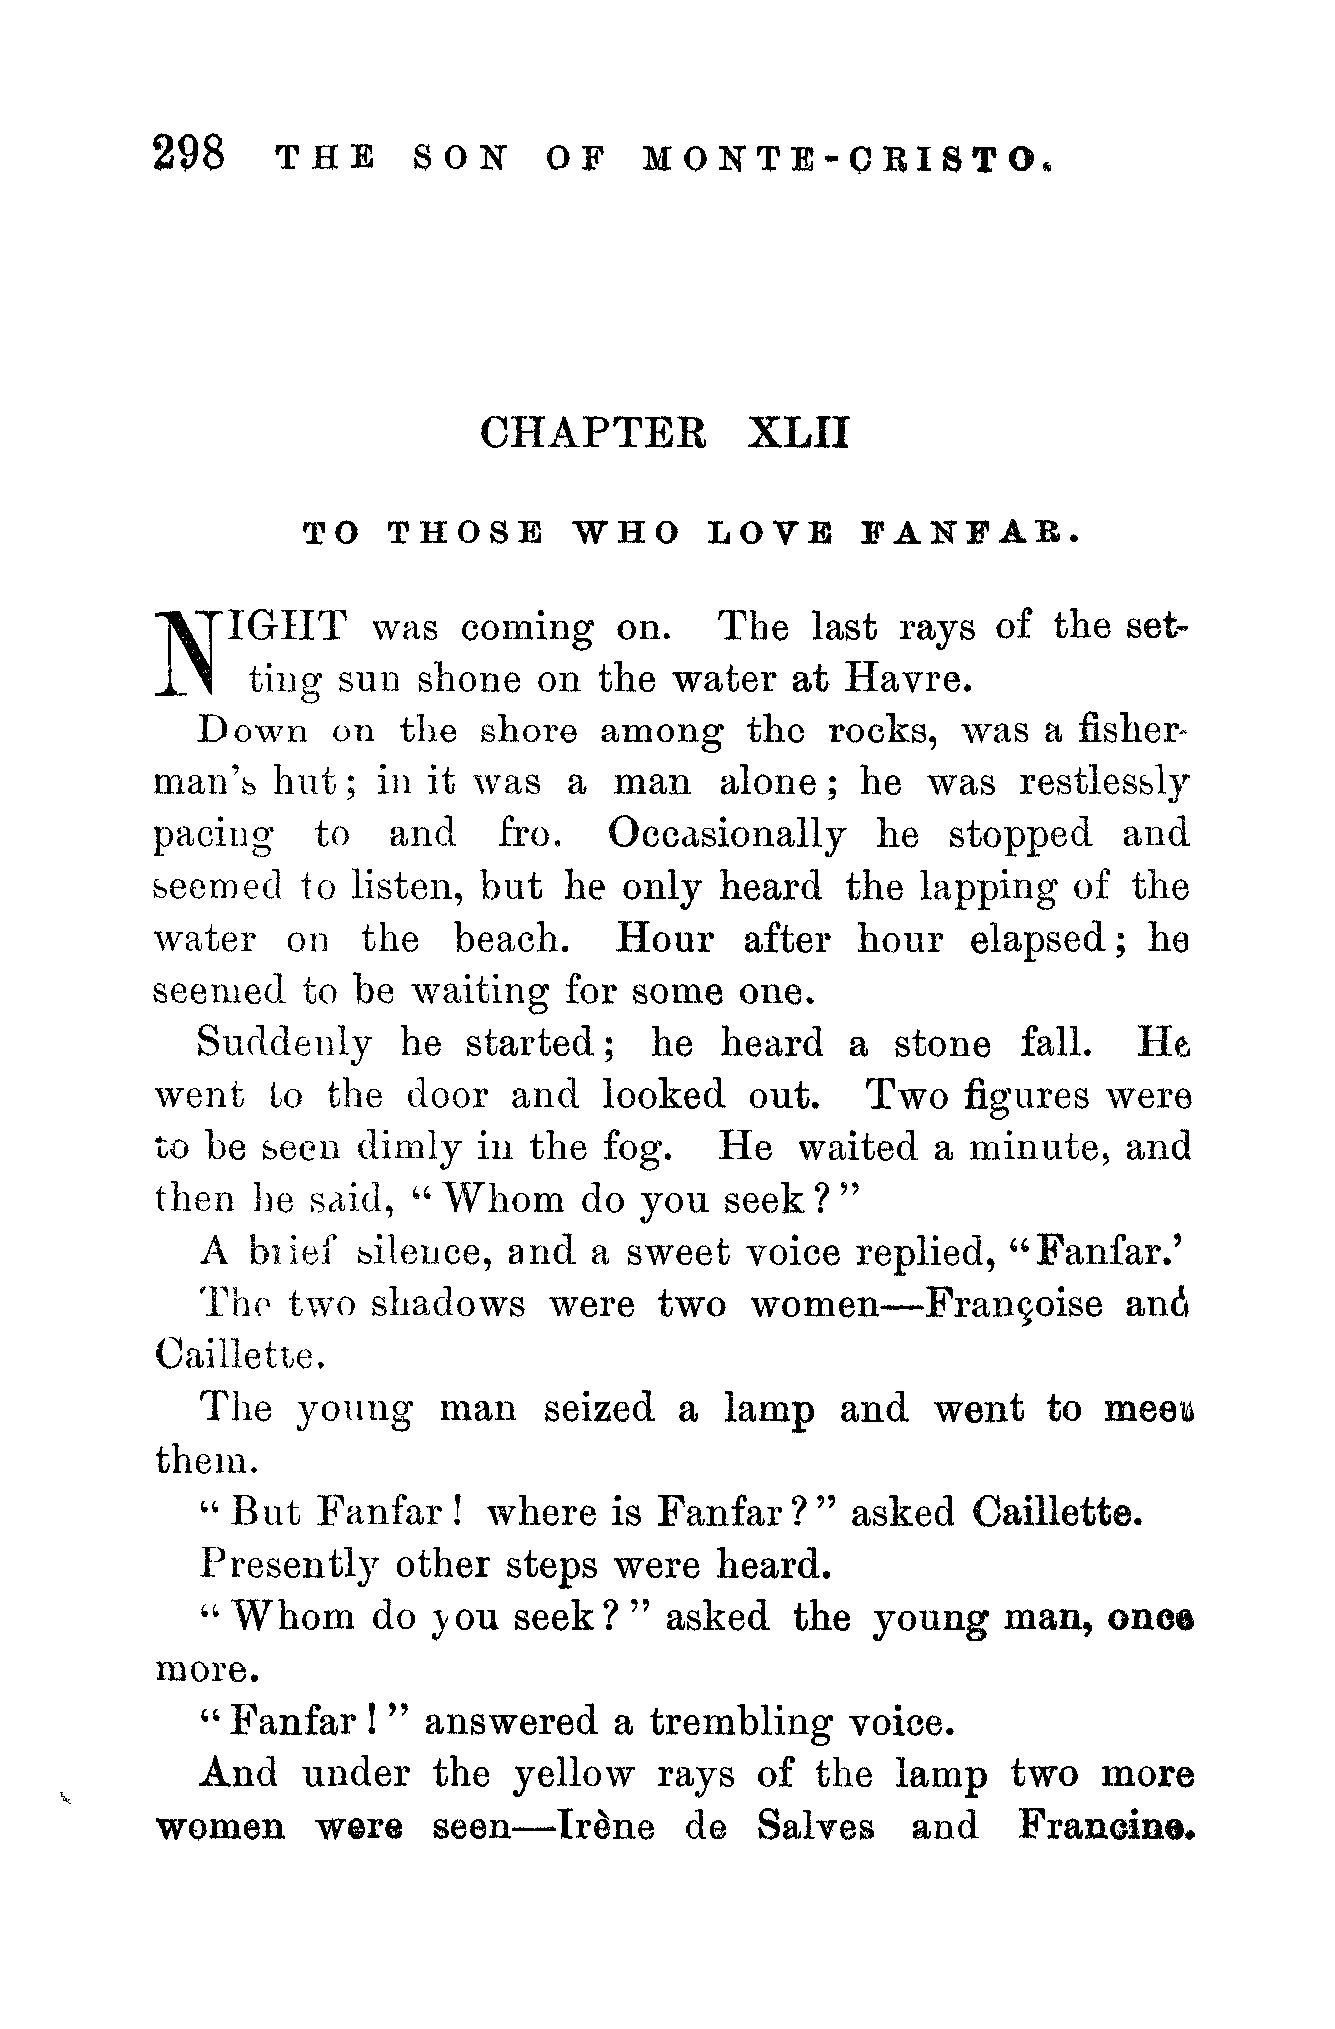 298 THE SON OF MONTE-CRISTO.
CHAPTER XLII
TO THOSE WHO LOVE FANFAR.
NIGHT was coming on. The last rays of the set-
ting sun shone on the water at Havre.
Down on the shore among the rocks, was a fisher-
man's hut; in it was a man alone; he was restlessly
pacing to and fro. Occasionally he stopped and
seemed to listen, but he only heard the lapping of the
water on the beach. Hour after hour elapsed; he
seemed to be waiting for some one.
Suddenly he started; he heard a stone fall. He
went to the door and looked out. Two figures were
to be seen dimly in the fog. He waited a minute, and
then he said, "Whom do you seek?"
A brief silence, and a sweet voice replied, "Fanfar.'
The two shadows were two women—Françoise and
Caillette.
The young man seized a lamp and went to meet
them.
"But Fanfar! where is Fanfar?" asked Caillette.
Presently other steps were heard.
"Whom do you seek?" asked the young man, once
more.
"Fanfar!" answered a trembling voice.
And under the yellow rays of the lamp two more
women were seen—Irène de Salves and Francine.